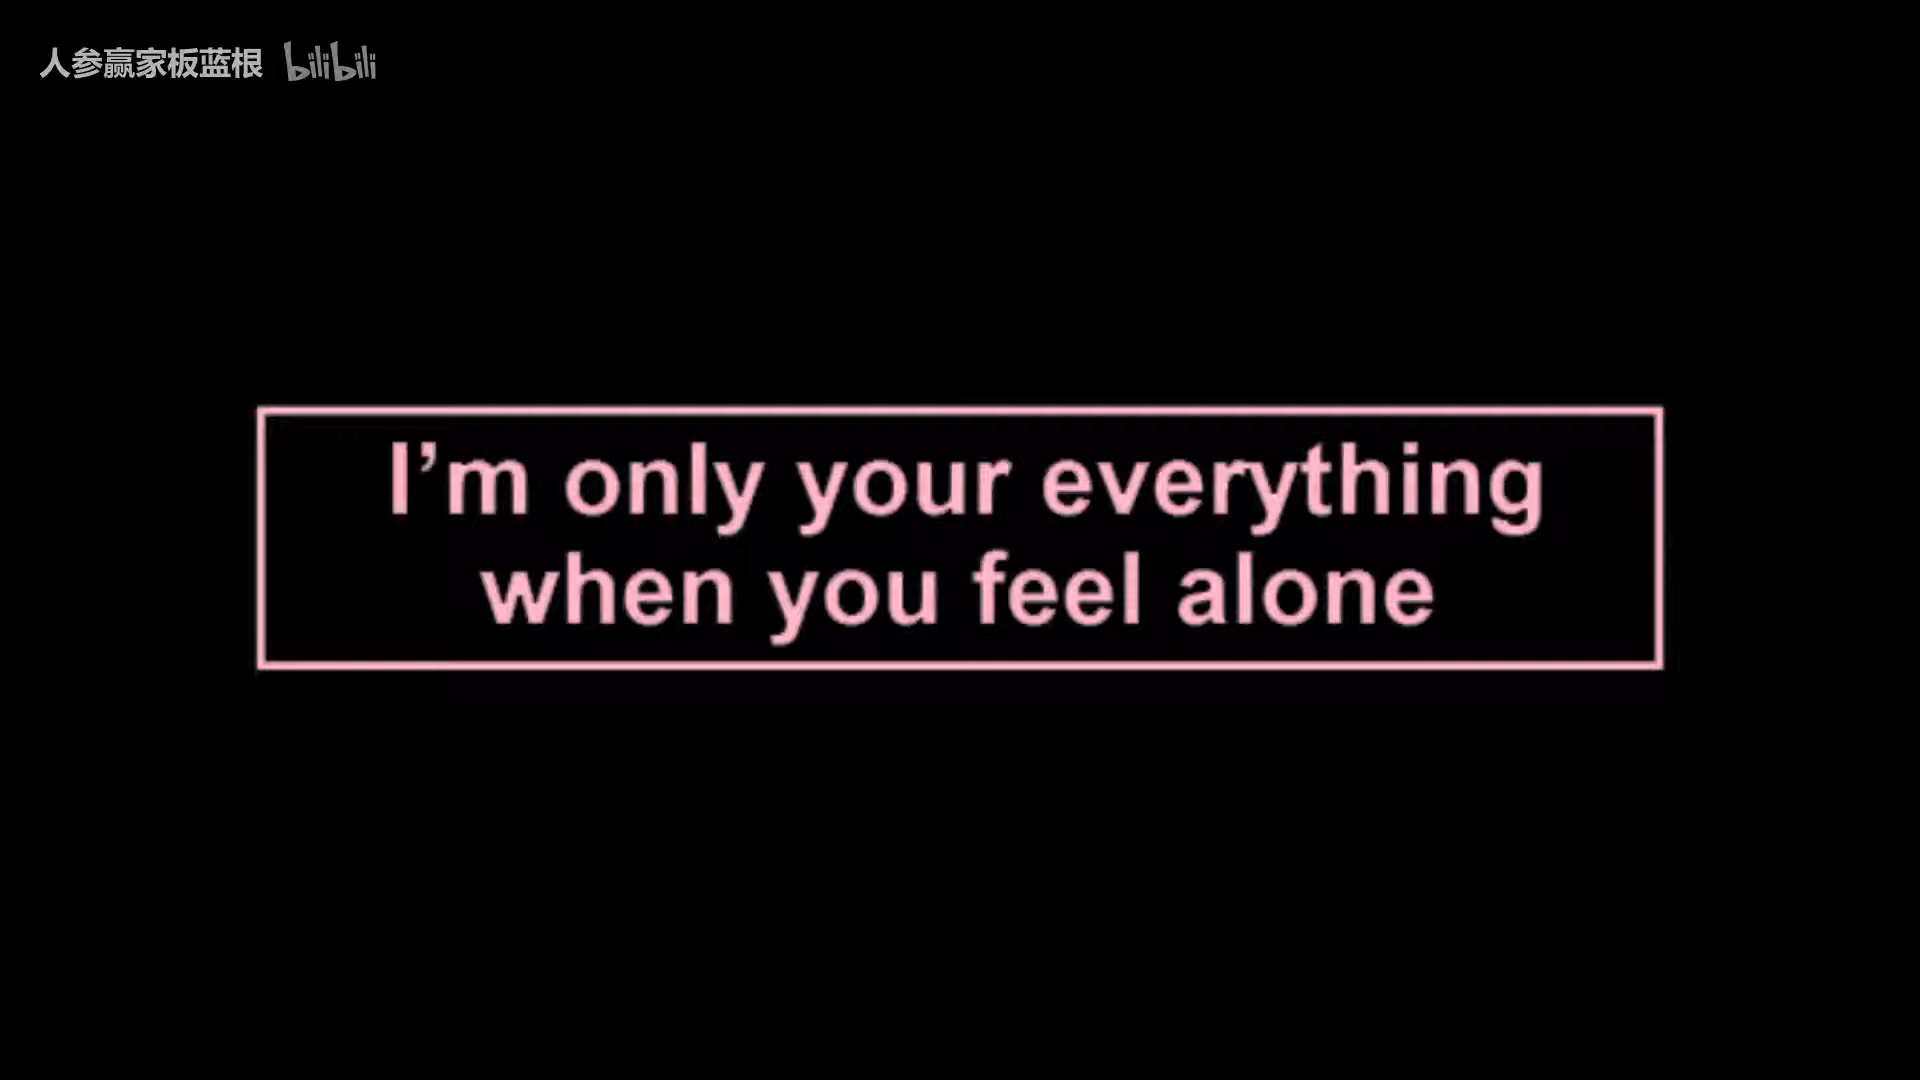 人参赢家板蓝根 bilibili
I’m only your everything
when you feel alone